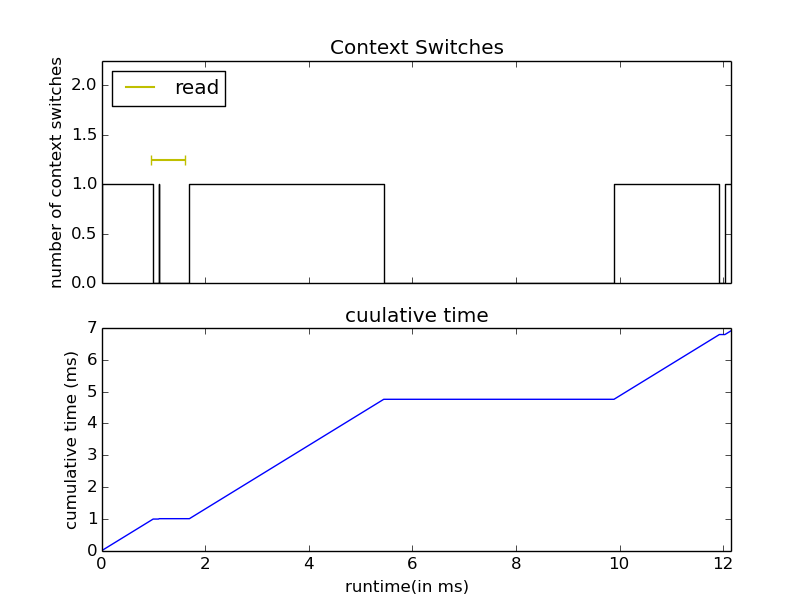 Context Switches
number of context switches
2.0
1.5
1.0
0.5
0.0
read
cuulative time
cumulative time (ms)
7
6
5
4
3
2
1
0
0 2 4 6 8 10 12
runtime(in ms)